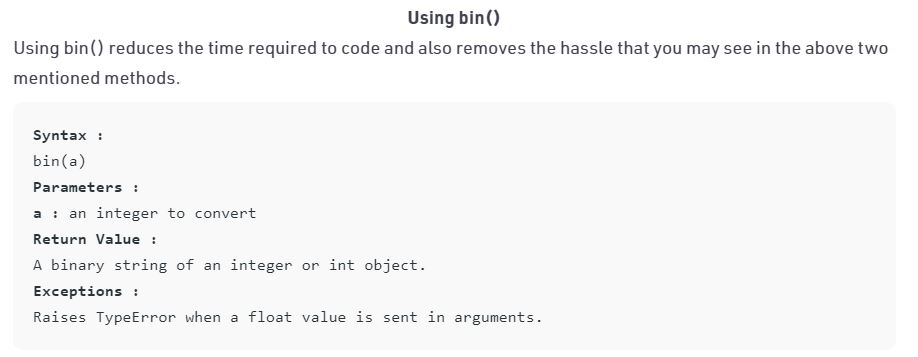 Using bin()
Using bin() reduces the time required to code and also removes the hassle that you may see in the above two
mentioned methods.
Syntax :
bin(a)
Parameters :
a : an integer to convert
Return Value :
A binary string of an integer or int object.
Exceptions :
Raises TypeError when a float value is sent in arguments.